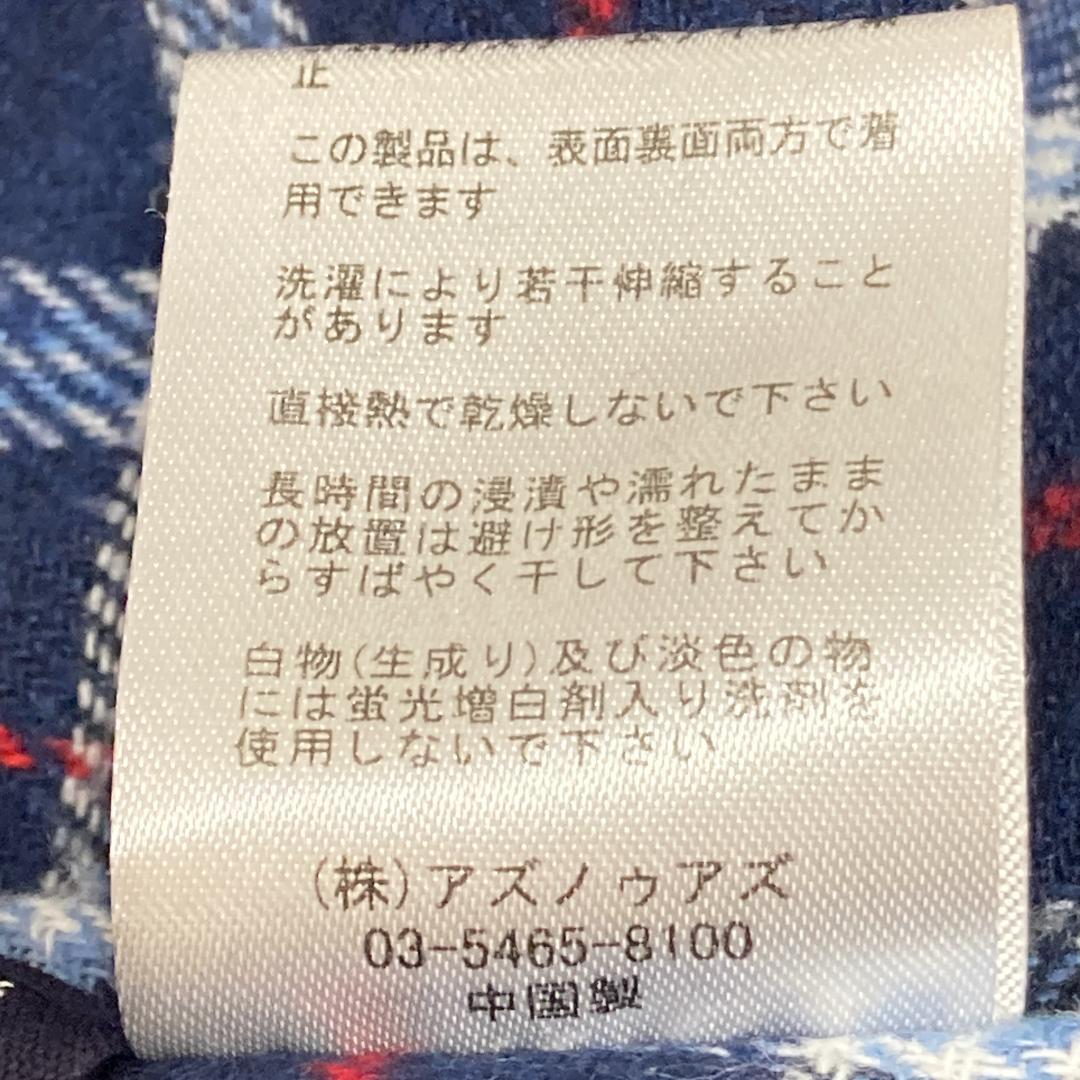 止
この製品は、表面裏面両方で着
用できます
洗濯により若干伸縮すること
があります
直接熱で乾燥しないで下さい
長時間の浸漬や濡れたまま
の放置は避け形を整えてか
らすばやく干して下さい
白物(生成り)及び淡色の物
には蛍光増白剤入り洗剤を
使用しないで下さい
(株)アズノゥアズ
03-5465-8100
中国製